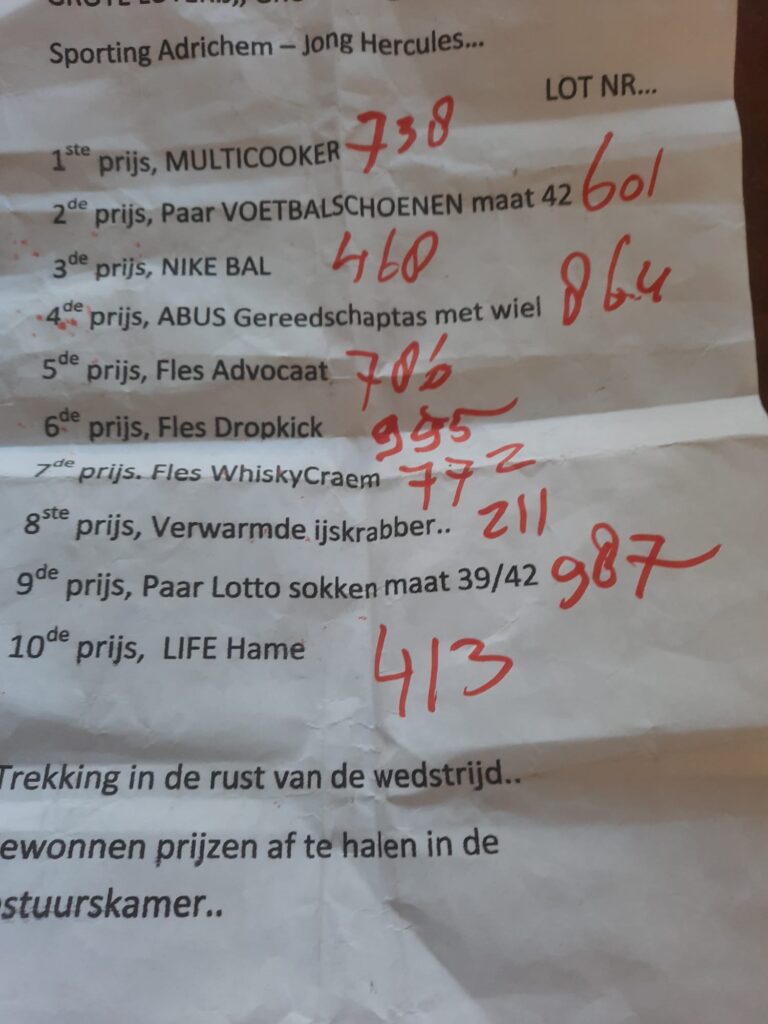 Sporting Adrichem – Jong Hercules...
LOT NR...
1ste prijs, MULTICOOKER 738
2de prijs, Paar VOETBALSCHOENEN maat 42 601
3de prijs, NIKE BAL 460
4de prijs, ABUS Gereedschaptas met wiel 864
5de prijs, Fles Advocaat 786
6de prijs, Fles Dropkick 995
7de prijs. Fles WhiskyCraem 772
8ste prijs, Verwarmde ijskrabber.. 211
9de prijs, Paar Lotto sokken maat 39/42 987
10de prijs, LIFE Hame 413
Trekking in de rust van de wedstrijd..
ewonnen prijzen af te halen in de
stuurskamer..